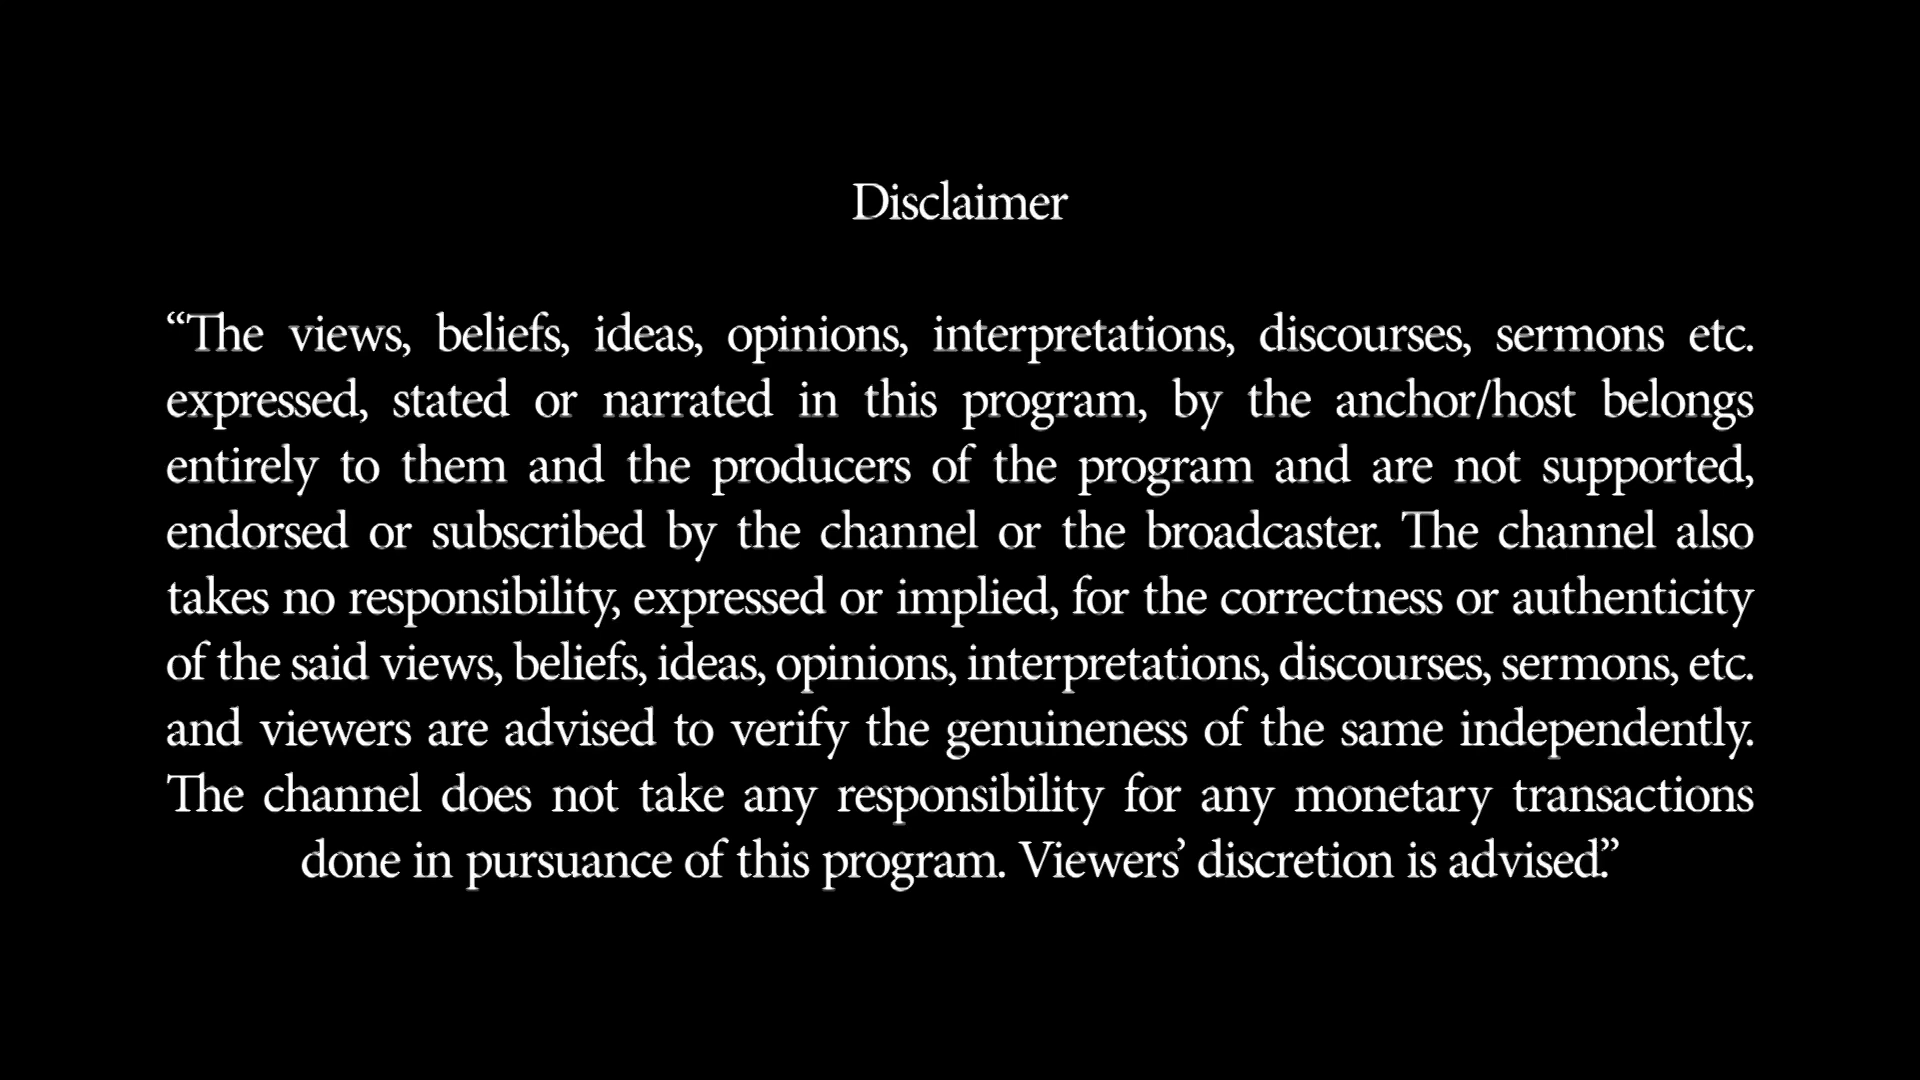 Disclaimer
“The views, beliefs, ideas, opinions, interpretations, discourses, sermons etc.
expressed, stated or narrated in this program, by the anchor/host belongs
entirely to them and the producers of the program and are not supported,
endorsed or subscribed by the channel or the broadcaster. The channel also
takes no responsibility, expressed or implied, for the correctness or authenticity
of the said views, beliefs, ideas, opinions, interpretations, discourses, sermons, etc.
and viewers are advised to verify the genuineness of the same independently.
The channel does not take any responsibility for any monetary transactions
done in pursuance of this program. Viewers’ discretion is advised.”